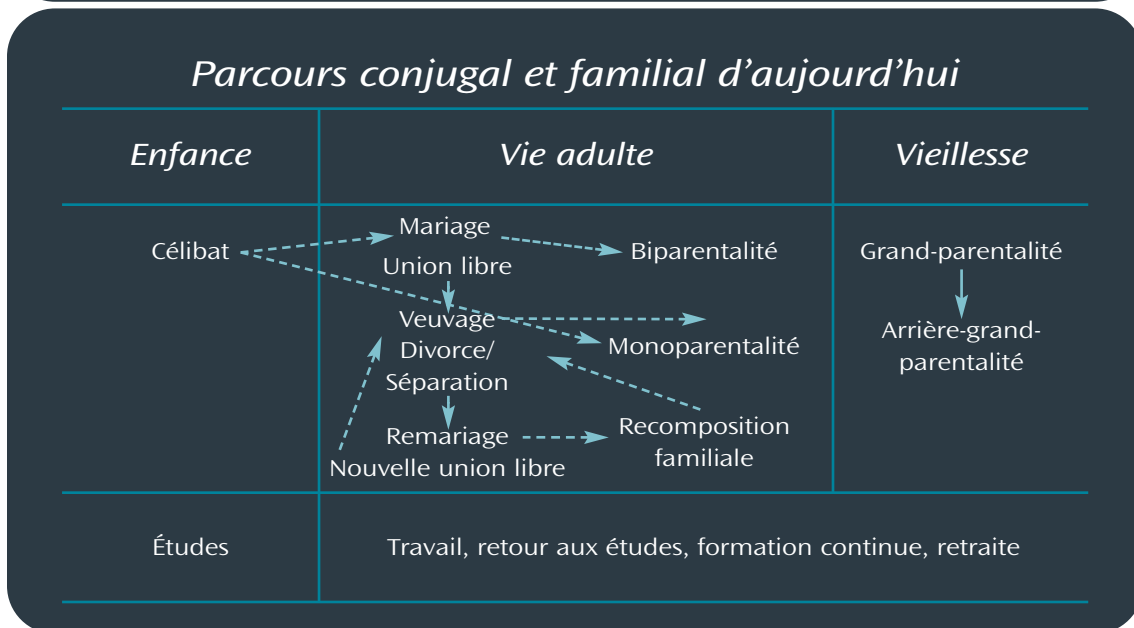 Parcours conjugal et familial d'aujourd'hui
Enfance
Vie adulte
Vieillesse
Célibat
Mariage
Union libre
Veuvage
Divorce/
Séparation
Remariage
Nouvelle union libre
Biparentalité
Monoparentalité
Recomposition
familiale
Grand-parentalité
Arrière-grand-
parentalité
Études
Travail, retour aux études, formation continue, retraite